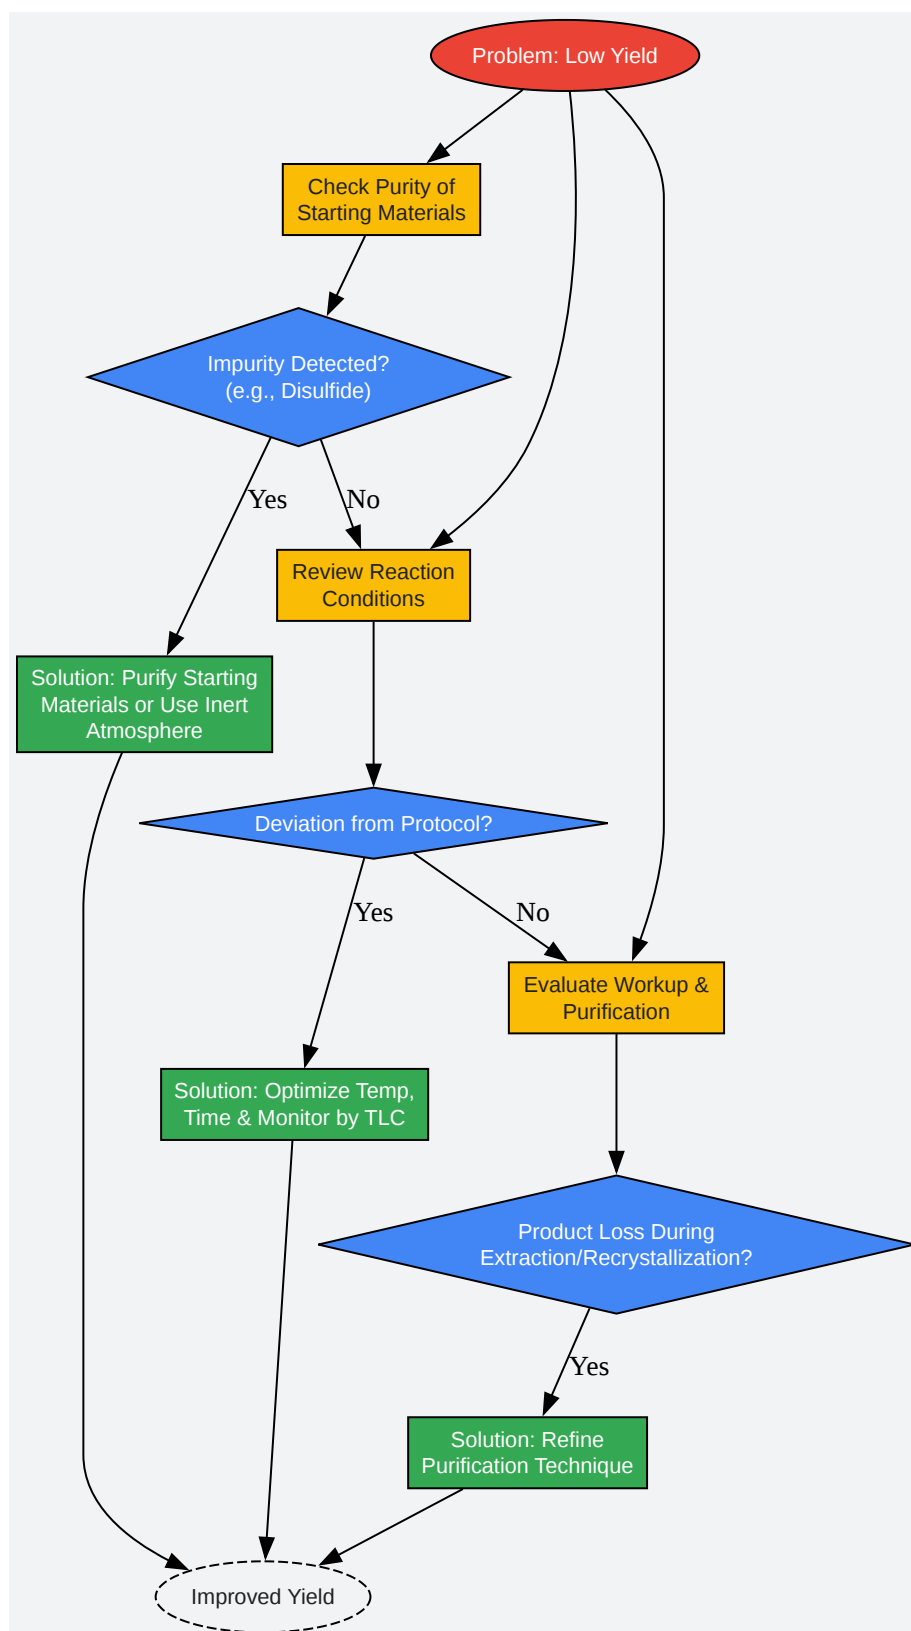 Problem: Low Yield
Check Purity of
Starting Materials
Impurity Detected?
(e.g., Disulfide)
Yes
No
Review Reaction
Conditions
Solution: Purify Starting
Materials or Use Inert
Atmosphere
Deviation from Protocol?
Yes
No
Evaluate Workup &
Purification
Solution: Optimize Temp,
Time & Monitor by TLC
Product Loss During
Extraction/Recrystallization?
Yes
Solution: Refine
Purification Technique
Improved Yield